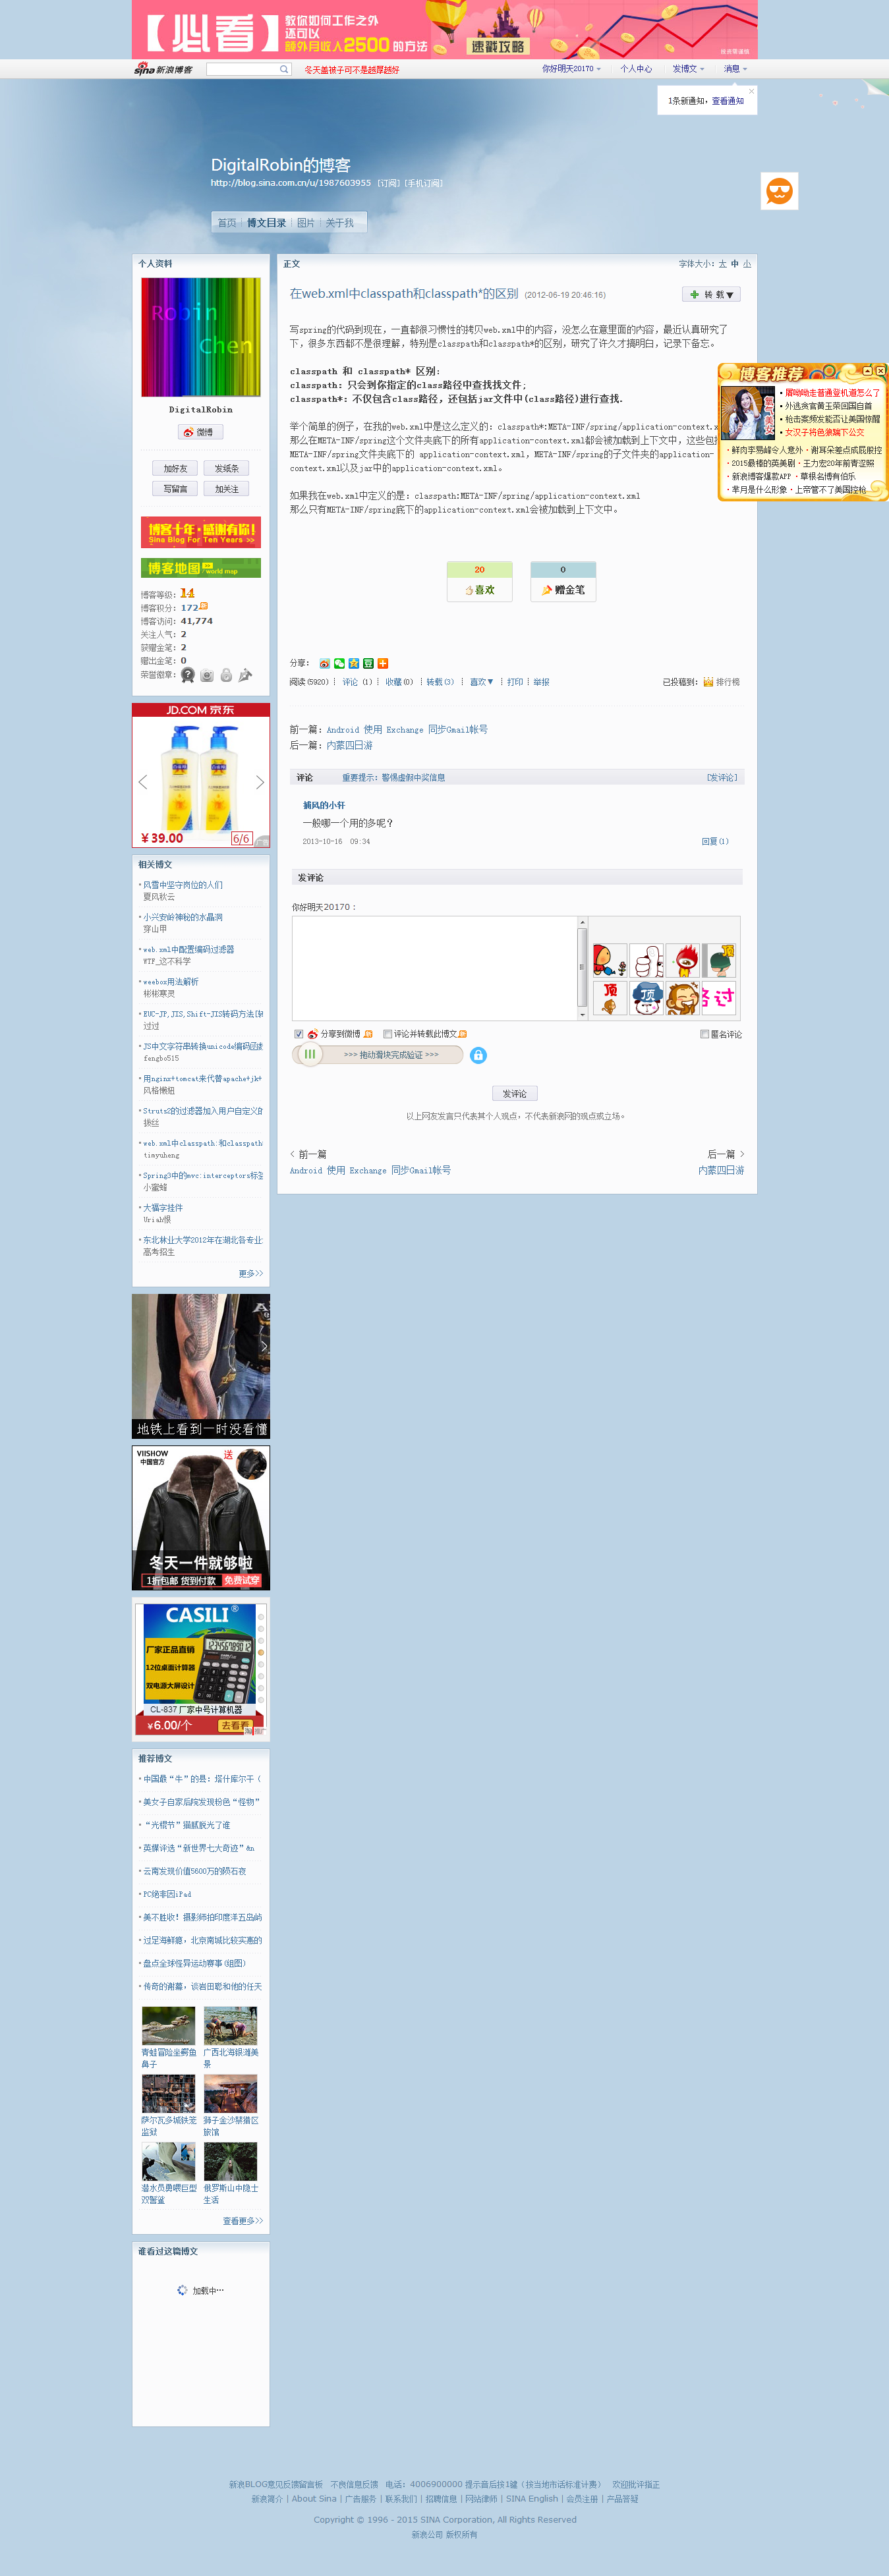 【必看】教你如何工作之外
还可以
额外月收入2500 的方法
速戳攻略
sina 新浪博客
冬天盖被子可不是越厚越好
你好明天20170
个人中心
发博文
消息
1条新通知，查看通知
DigitalRobin的博客
http://blog.sina.com.cn/u/1987603955 [订阅] [手机订阅]
首页 博文目录 图片 关于我
个人资料
Robin
Chen
DigitalRobin
微博
加好友 发纸条
写留言 加关注
博客十年·感谢有你!
Sina Blog For Ten Years >>
博客地图 world map
博客等级： 14
博客积分： 172
博客访问： 41,774
关注人气： 2
获赠金笔： 2
赠出金笔： 0
荣誉徽章：
正文
字体大小：大 中 小
在web.xml中classpath和classpath*的区别 (2012-06-19 20:46:16)
转载▼
写spring的代码到现在，一直都很习惯性的拷贝web.xml中的内容，没怎么在意里面的内容，最近认真研究了
下，很多东西都不是很理解，特别是classpath和classpath*的区别，研究了许久才搞明白，记录下备忘。
classpath 和 classpath* 区别：
classpath：只会到你指定的class路径中查找找文件；
classpath*：不仅包含class路径，还包括jar文件中(class路径)进行查找．
举个简单的例子，在我的web.xml中是这么定义的：classpath*:META-INF/spring/application-context.x
那么在META-INF/spring这个文件夹底下的所有application-context.xml都会被加载到上下文中，这些包
META-INF/spring文件夹底下的 application-context.xml，META-INF/spring的子文件夹的application-
context.xml以及jar中的application-context.xml。
如果我在web.xml中定义的是：classpath:META-INF/spring/application-context.xml
那么只有META-INF/spring底下的application-context.xml会被加载到上下文中。
博客推荐
氧气美女
屠呦呦走普通登机道怎么了
外逃贪官黄玉荣回国自首
枪击案频发能否让美国惊醒
女汉子将色狼踹下公交
鲜肉李易峰令人意外·谢耳朵差点成屁股控
2015最棒的英美剧·王力宏20年前青涩照
新浪博客爆款APP·草根名博有伯乐
芈月是什么形象·上帝管不了美国控枪……
20
喜欢
0
赠金笔
分享：
阅读(5920) 评论 (1) 收藏(0) 转载(3) 喜欢▼ 打印 举报
已投稿到： 排行榜
前一篇：Android 使用 Exchange 同步Gmail帐号
后一篇：内蒙四日游
评论 重要提示：警惕虚假中奖信息 [发评论]
捕风的小轩
一般哪一个用的多呢?
2013-10-16 09:34 回复(1)
发评论
你好明天20170：
顶
顶
顶
路过
分享到微博
评论并转载此博文
匿名评论
>>> 拖动滑块完成验证 >>>
发评论
以上网友发言只代表其个人观点，不代表新浪网的观点或立场。
< 前一篇
Android 使用 Exchange 同步Gmail帐号
后一篇 >
内蒙四日游
JD.COM 京东
￥39.00
6/6
相关博文
风雪中坚守岗位的人们
夏风秋云
小兴安岭神秘的水晶洞
穿山甲
web.xml中配置编码过滤器
WTF_这不科学
weebox用法解析
彬彬寒灵
EUC-JP,JIS,Shift-JIS转码方法[转
过过
JS中文字符串转换unicode编码函数
fengbo515
用nginx+tomcat来代替apache+jk+
风格懒妞
Struts2的过滤器加入用户自定义的
web.xml中classpath:和classpath
timyuheng
Spring3中的mvc:interceptors标签
小蜜蜂
大福字挂件
Uriah恨
东北林业大学2012年在湖北各专业
高考招生
更多>>
地铁上看到一时没看懂
VIISHOW
中国官方
送
冬天一件就够啦
1折包邮 货到付款 免费试穿
CASILI®
厂家正品直销
12位桌面计算器
双电源大屏设计
CL-837 厂家中号计算机器
￥6.00/个
去看看
推荐博文
中国最“牛”的县：塔什库尔干（
美女子自家后院发现粉色“怪物”
“光棍节”猫腻脱光了谁
英媒评选“新世界七大奇迹”&n
云南发现价值5600万的陨石夜
PC绝非因iPad
美不胜收！摄影师拍印度洋五岛屿
过足海鲜瘾，北京南城比较实惠的
盘点全球怪异运动赛事(组图)
传奇的谢幕，谈岩田聪和他的任天
青蛙冒险坐鳄鱼
鼻子
广西北海银滩美
景
萨尔瓦多城铁笼
监狱
狮子金沙禁猎区
旅馆
潜水员勇喂巨型
双髻鲨
俄罗斯山中隐士
生活
查看更多>>
谁看过这篇博文
加载中…
新浪BLOG意见反馈留言板 不良信息反馈 电话：4006900000 提示音后按1键（按当地市话标准计费） 欢迎批评指正
新浪简介 | About Sina | 广告服务 | 联系我们 | 招聘信息 | 网站律师 | SINA English | 会员注册 | 产品答疑
Copyright © 1996 - 2015 SINA Corporation, All Rights Reserved
新浪公司 版权所有